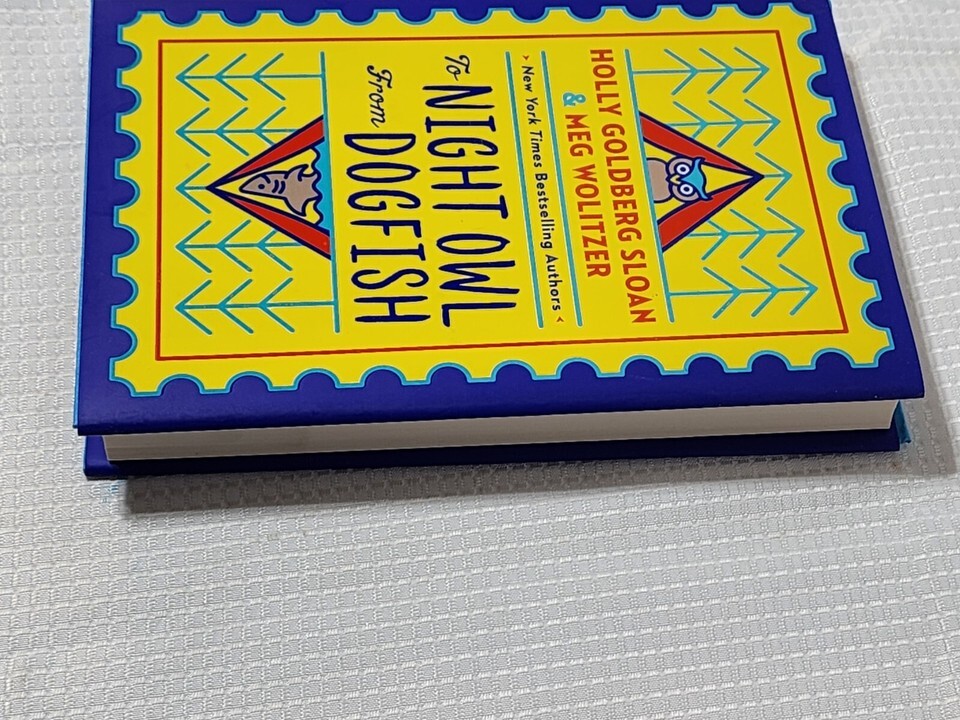 HOLLY GOLDBERG SLOAN
& MEG WOLITZER
> New York Times Bestselling Authors <
To NIGHT OWL
From DOGFISH